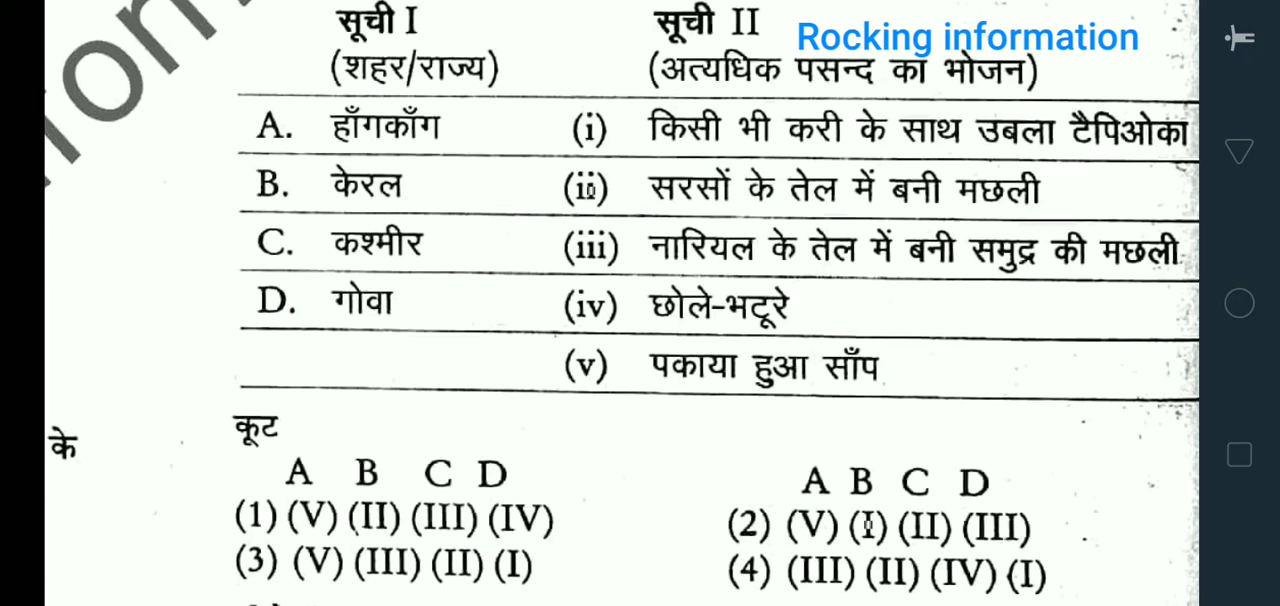 सूची I सूची II Rocking information
(शहर/राज्य) (अत्यधिक पसन्द का भोजन)
A. हाँगकाँग (i) किसी भी करी के साथ उबला टैपिओका
B. केरल (ii) सरसों के तेल में बनी मछली
C. कश्मीर (iii) नारियल के तेल में बनी समुद्र की मछली
D. गोवा (iv) छोले-भटूरे
(v) पकाया हुआ साँप
कूट
के
A B C D A B C D
(1) (V) (II) (III) (IV) (2) (V) (I) (II) (III)
(3) (V) (III) (II) (I) (4) (III) (II) (IV) (I)